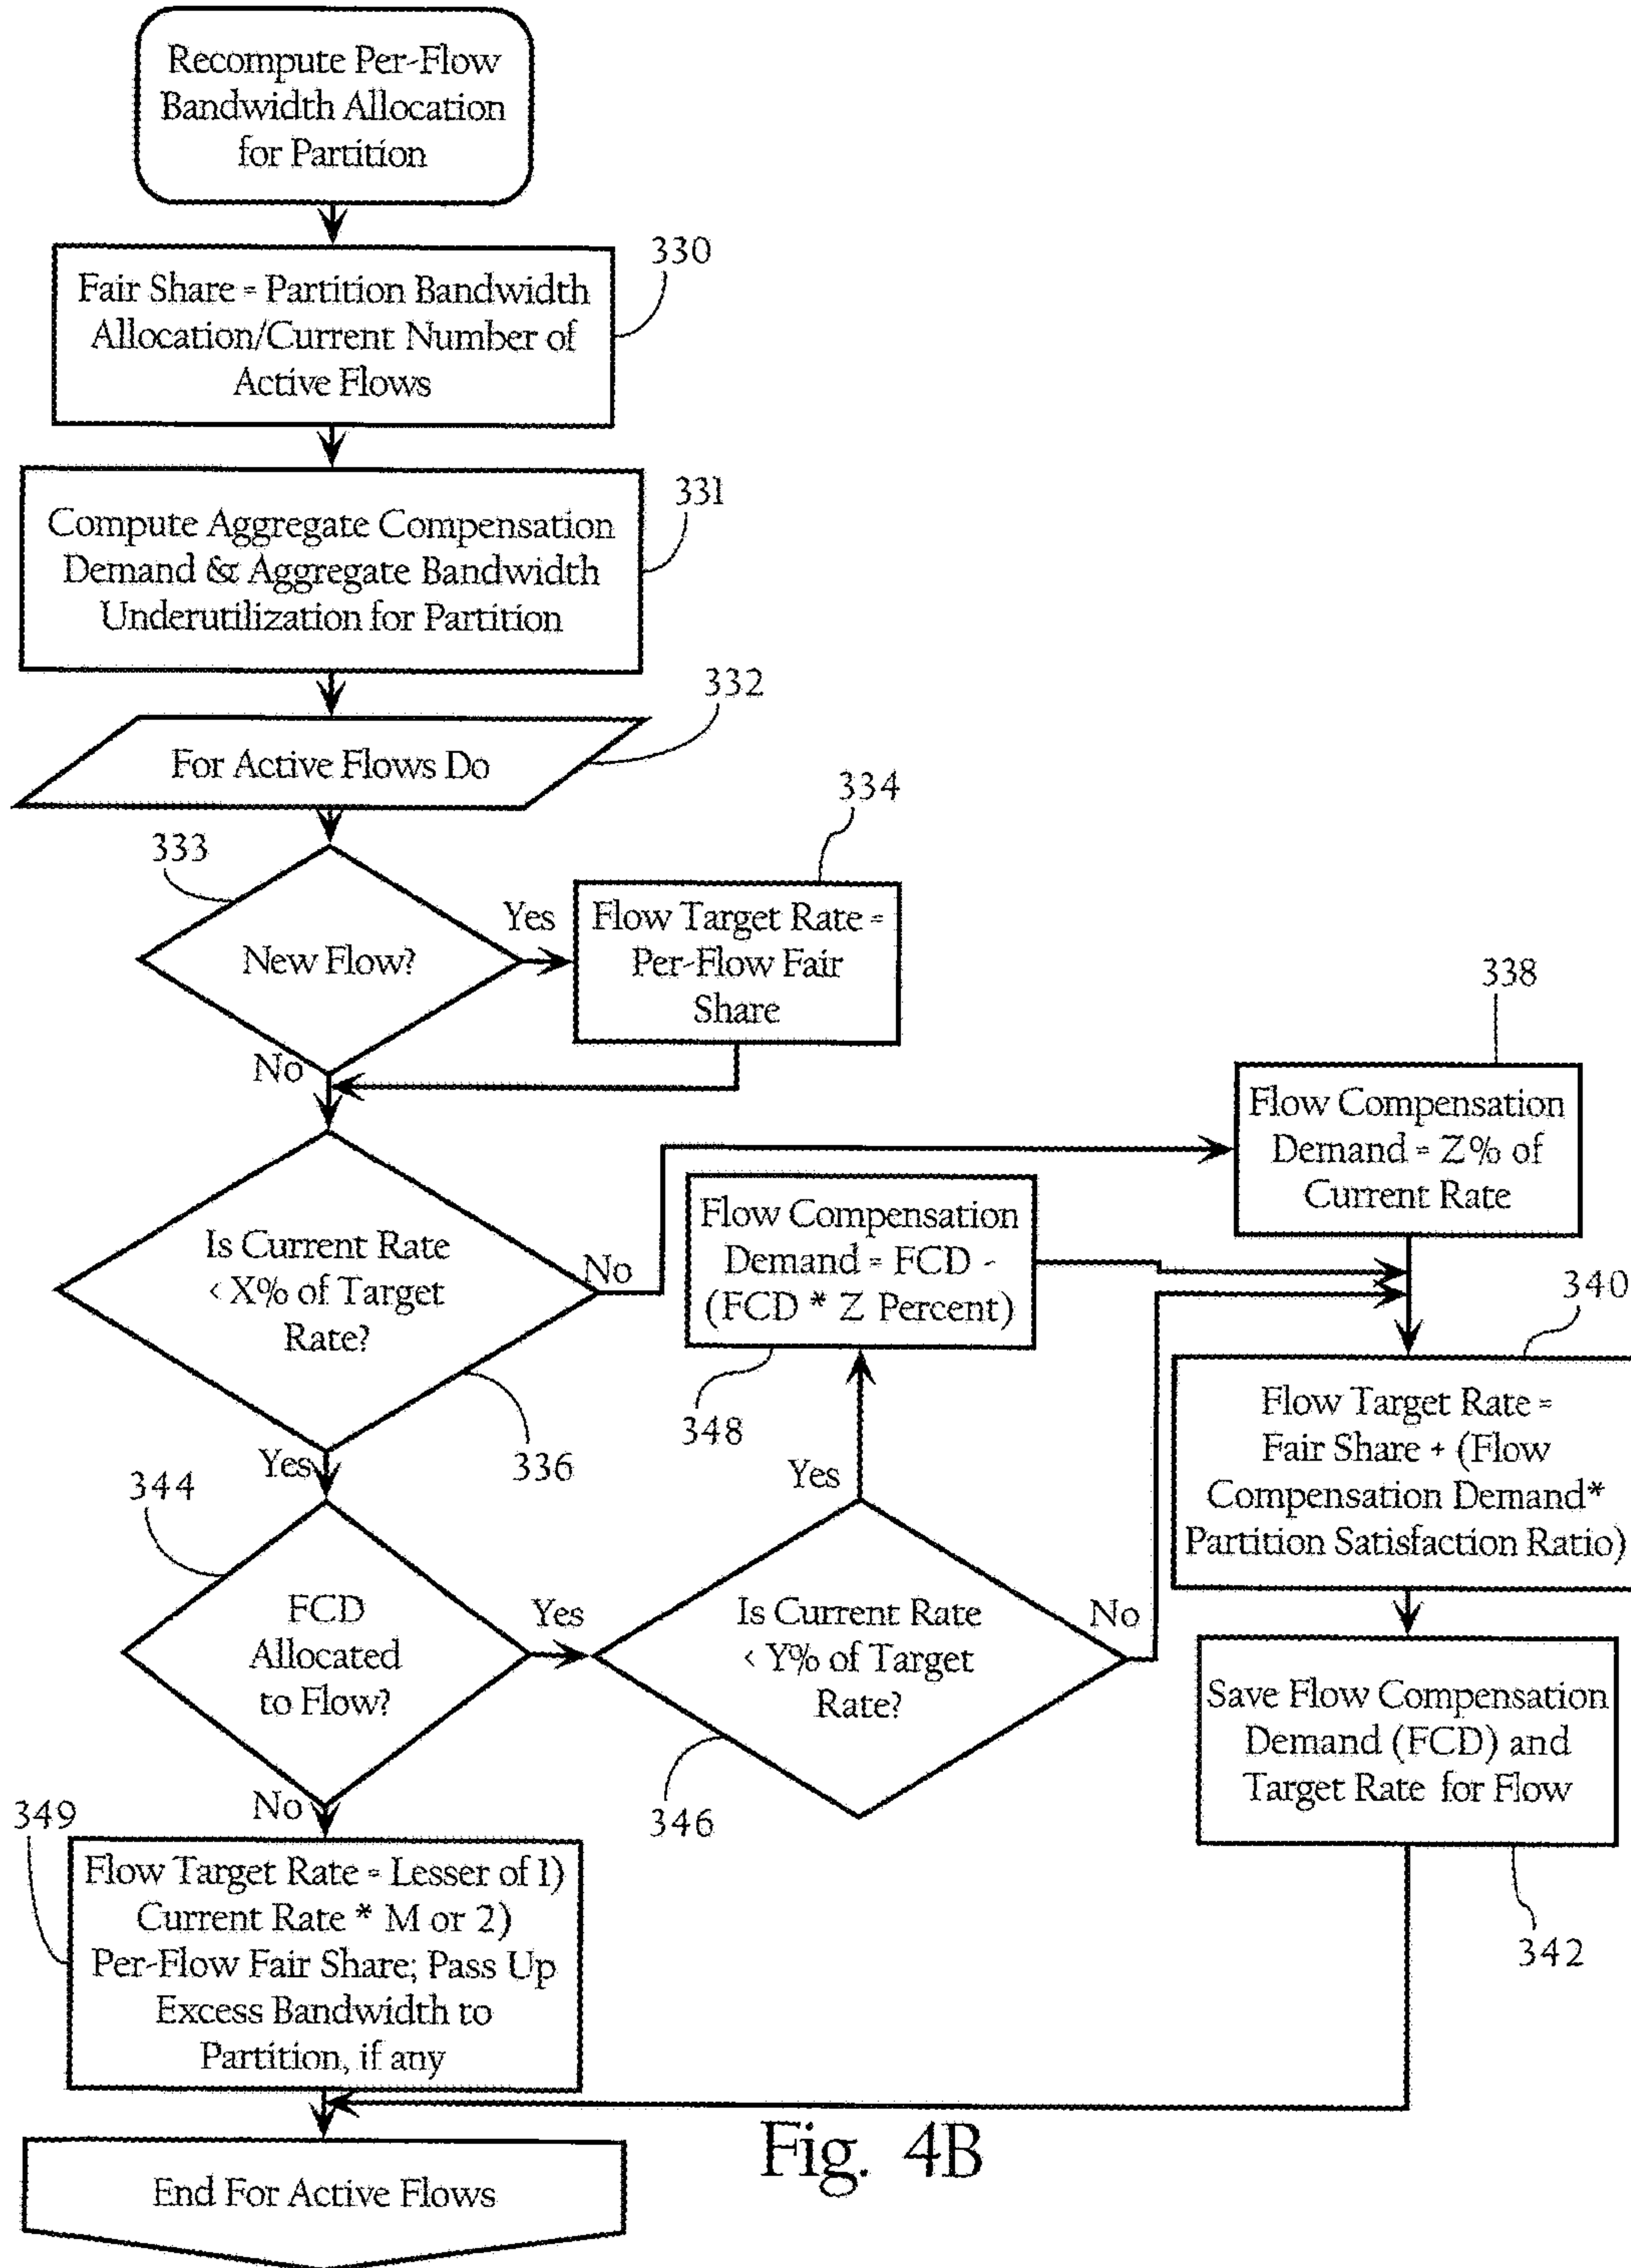 Recompute Per-Flow
Bandwidth Allocation
for Partition
330
Fair Share = Partition Bandwidth
Allocation/Current Number of
Active Flows
331
Compute Aggregate Compensation
Demand & Aggregate Bandwidth
Underutilization for Partition
332
For Active Flows Do
333
New Flow?
Yes
No
334
Flow Target Rate =
Per-Flow Fair
Share
338
Flow Compensation
Demand = Z% of
Current Rate
Is Current Rate
< X% of Target
Rate?
No
Yes
336
Flow Compensation
Demand = FCD -
(FCD * Z Percent)
348
340
Flow Target Rate =
Fair Share + (Flow
Compensation Demand*
Partition Satisfaction Ratio)
344
FCD
Allocated
to Flow?
Yes
No
Yes
Is Current Rate
< Y% of Target
Rate?
No
346
Save Flow Compensation
Demand (FCD) and
Target Rate for Flow
342
349
Flow Target Rate = Lesser of 1)
Current Rate * M or 2)
Per-Flow Fair Share; Pass Up
Excess Bandwidth to
Partition, if any
End For Active Flows
Fig. 4B